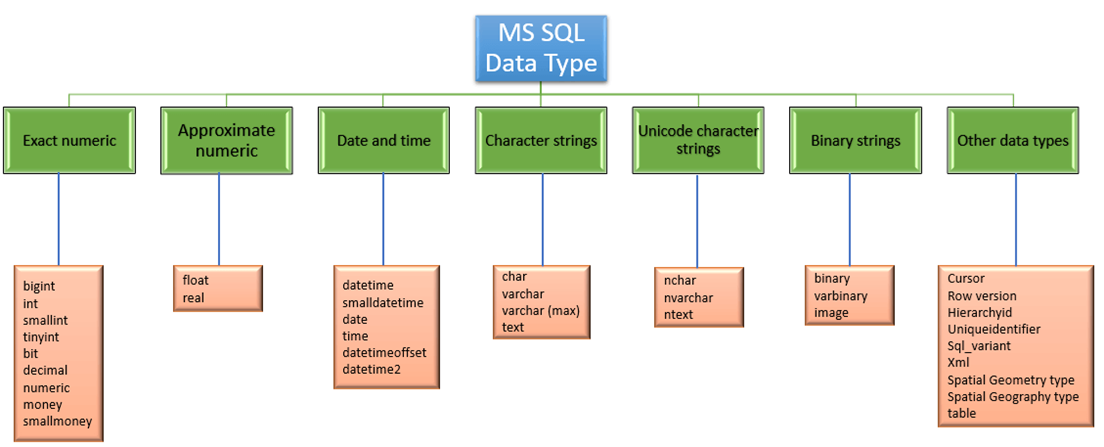 MS SQL
Data Type
Exact numeric
Approximate
numeric
Date and time
Character strings
Unicode character
strings
Binary strings
Other data types
bigint
int
smallint
tinyint
bit
decimal
numeric
money
smallmoney
float
real
datetime
smalldatetime
date
time
datetimeoffset
datetime2
char
varchar
varchar (max)
text
nchar
nvarchar
ntext
binary
varbinary
image
Cursor
Row version
Hierarchyid
Uniqueidentifier
Sql_variant
Xml
Spatial Geometry type
Spatial Geography type
table